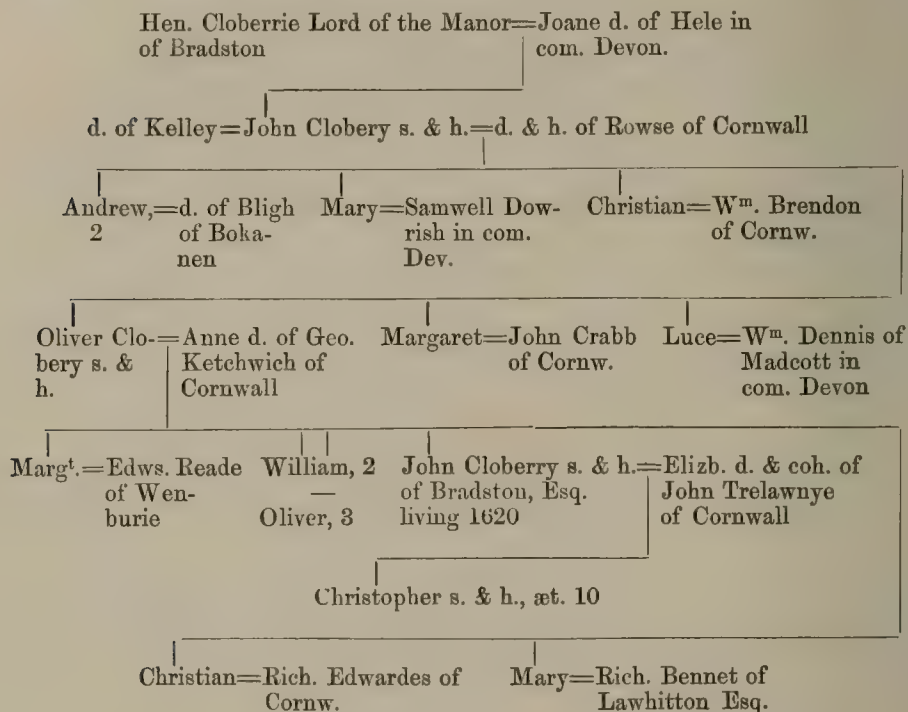 Hen. Cloberrie Lord of the Manor=Joane d. of Hele in
of Bradston com. Devon.
d. of Kelley=John Clobery s. & h.=d. & h. of Rowse of Cornwall
Andrew,=d. of Bligh Mary=Samwell Dow- Christian=Wᵐ. Brendon
2 of Boka- rish in com. of Cornw.
nen Dev.
Oliver Clo-=Anne d. of Geo. Margaret=John Crabb Luce=Wᵐ. Dennis of
bery s. & Ketchwich of of Cornw. Madcott in
h. Cornwall com. Devon
Margᵗ.=Edws. Reade William, 2 John Cloberry s. & h.=Elizb. d. & coh. of
of Wen- — of Bradston, Esq. John Trelawnye
burie Oliver, 3 living 1620 of Cornwall
Christopher s. & h., æt. 10
Christian=Rich. Edwardes of Mary=Rich. Bennet of
Cornw. Lawhitton Esq.